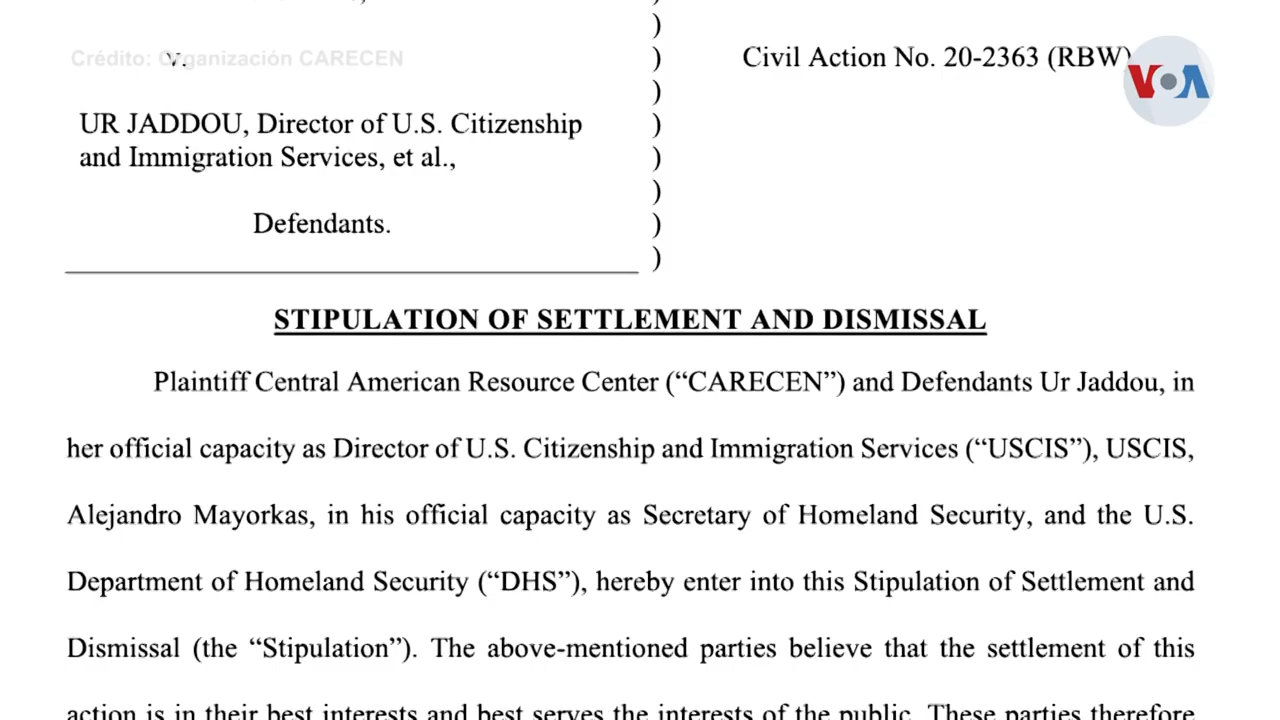 )
Crédito: Organización CARECEN
v.
)
Civil Action No. 20-2363 (RBW)
VOA
)
UR JADDOU, Director of U.S. Citizenship
)
and Immigration Services, et al.,
)
)
Defendants.
)
)
STIPULATION OF SETTLEMENT AND DISMISSAL
Plaintiff Central American Resource Center (“CARECEN”) and Defendants Ur Jaddou, in
her official capacity as Director of U.S. Citizenship and Immigration Services (“USCIS”), USCIS,
Alejandro Mayorkas, in his official capacity as Secretary of Homeland Security, and the U.S.
Department of Homeland Security (“DHS”), hereby enter into this Stipulation of Settlement and
Dismissal (the “Stipulation”). The above-mentioned parties believe that the settlement of this
action is in their best interests and best serves the interests of the public. These parties therefore